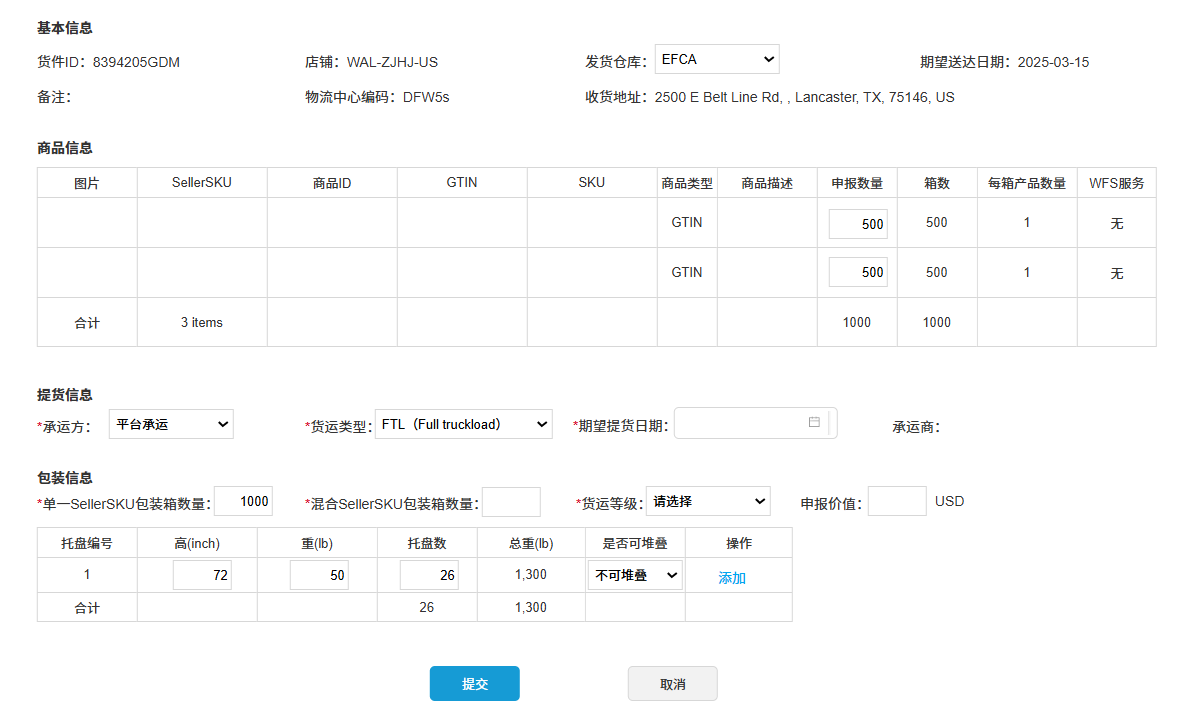 基本信息
货件ID：8394205GDM 店铺：WAL-ZJHJ-US 发货仓库：EFCA 期望送达日期：2025-03-15
备注： 物流中心编码：DFW5s 收货地址：2500 E Belt Line Rd, , Lancaster, TX, 75146, US
商品信息
图片 SellerSKU 商品ID GTIN SKU 商品类型 商品描述 申报数量 箱数 每箱产品数量 WFS服务
GTIN 500 500 1 无
GTIN 500 500 1 无
合计 3 items 1000 1000
提货信息
*承运方： 平台承运 *货运类型： FTL（Full truckload） *期望提货日期： 承运商：
包装信息
*单一SellerSKU包装箱数量： 1000 *混合SellerSKU包装箱数量： *货运等级： 请选择 申报价值： USD
托盘编号 高(inch) 重(lb) 托盘数 总重(lb) 是否可堆叠 操作
1 72 50 26 1,300 不可堆叠 添加
合计 26 1,300
提交 取消